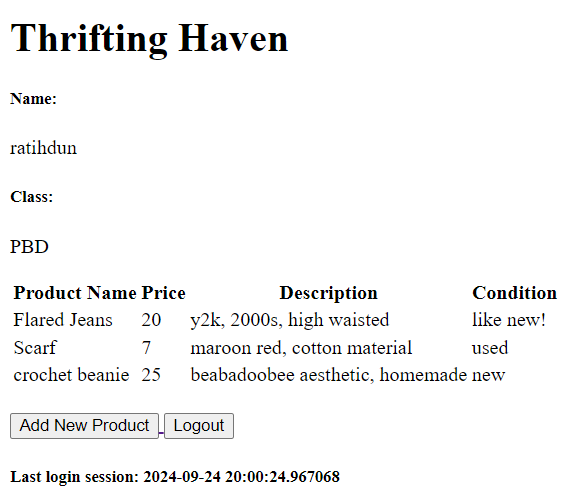 Thrifting Haven
Name:
ratihdun
Class:
PBD
Product Name Price Description Condition
Flared Jeans 20 y2k, 2000s, high waisted like new!
Scarf 7 maroon red, cotton material used
crochet beanie 25 beabadoobee aesthetic, homemade new
Add New Product Logout
Last login session: 2024-09-24 20:00:24.967068